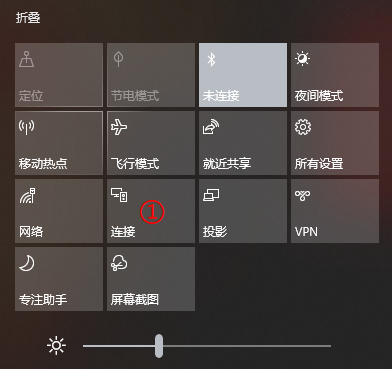 折叠
定位
节电模式
未连接
夜间模式
移动热点
飞行模式
就近共享
所有设置
网络
连接
①
投影
VPN
专注助手
屏幕截图